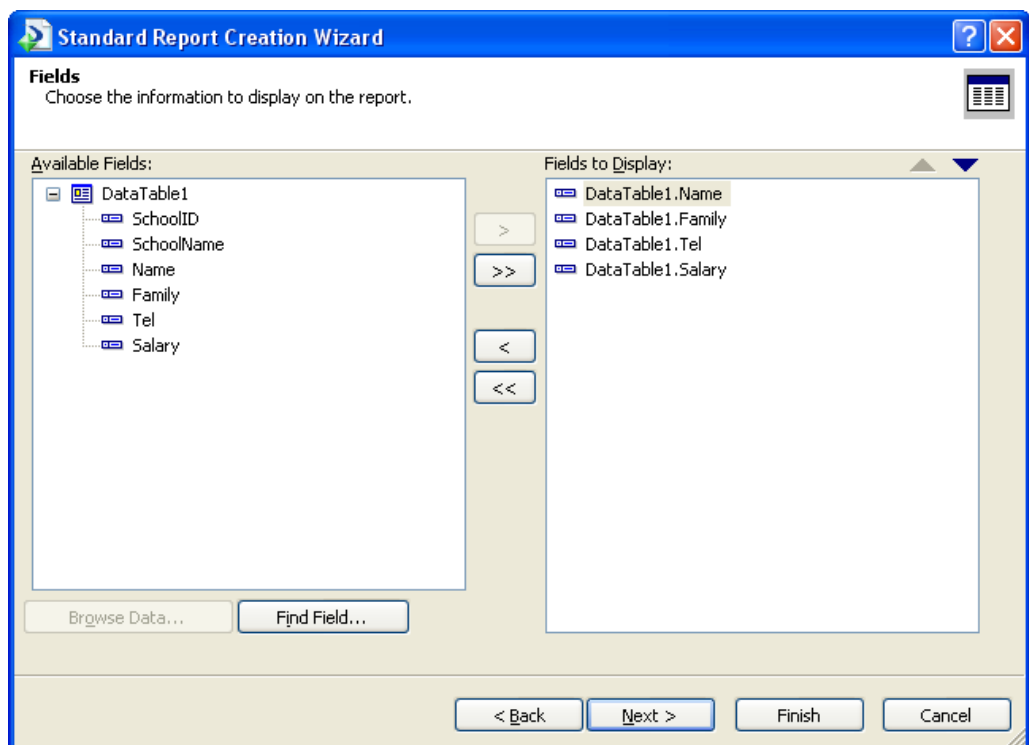 Standard Report Creation Wizard
Fields
Choose the information to display on the report.
Available Fields:
DataTable1
SchoolID
SchoolName
Name
Family
Tel
Salary
>
>>
<
<<
Browse Data...
Find Field...
Fields to Display:
DataTable1.Name
DataTable1.Family
DataTable1.Tel
DataTable1.Salary
< Back
Next >
Finish
Cancel